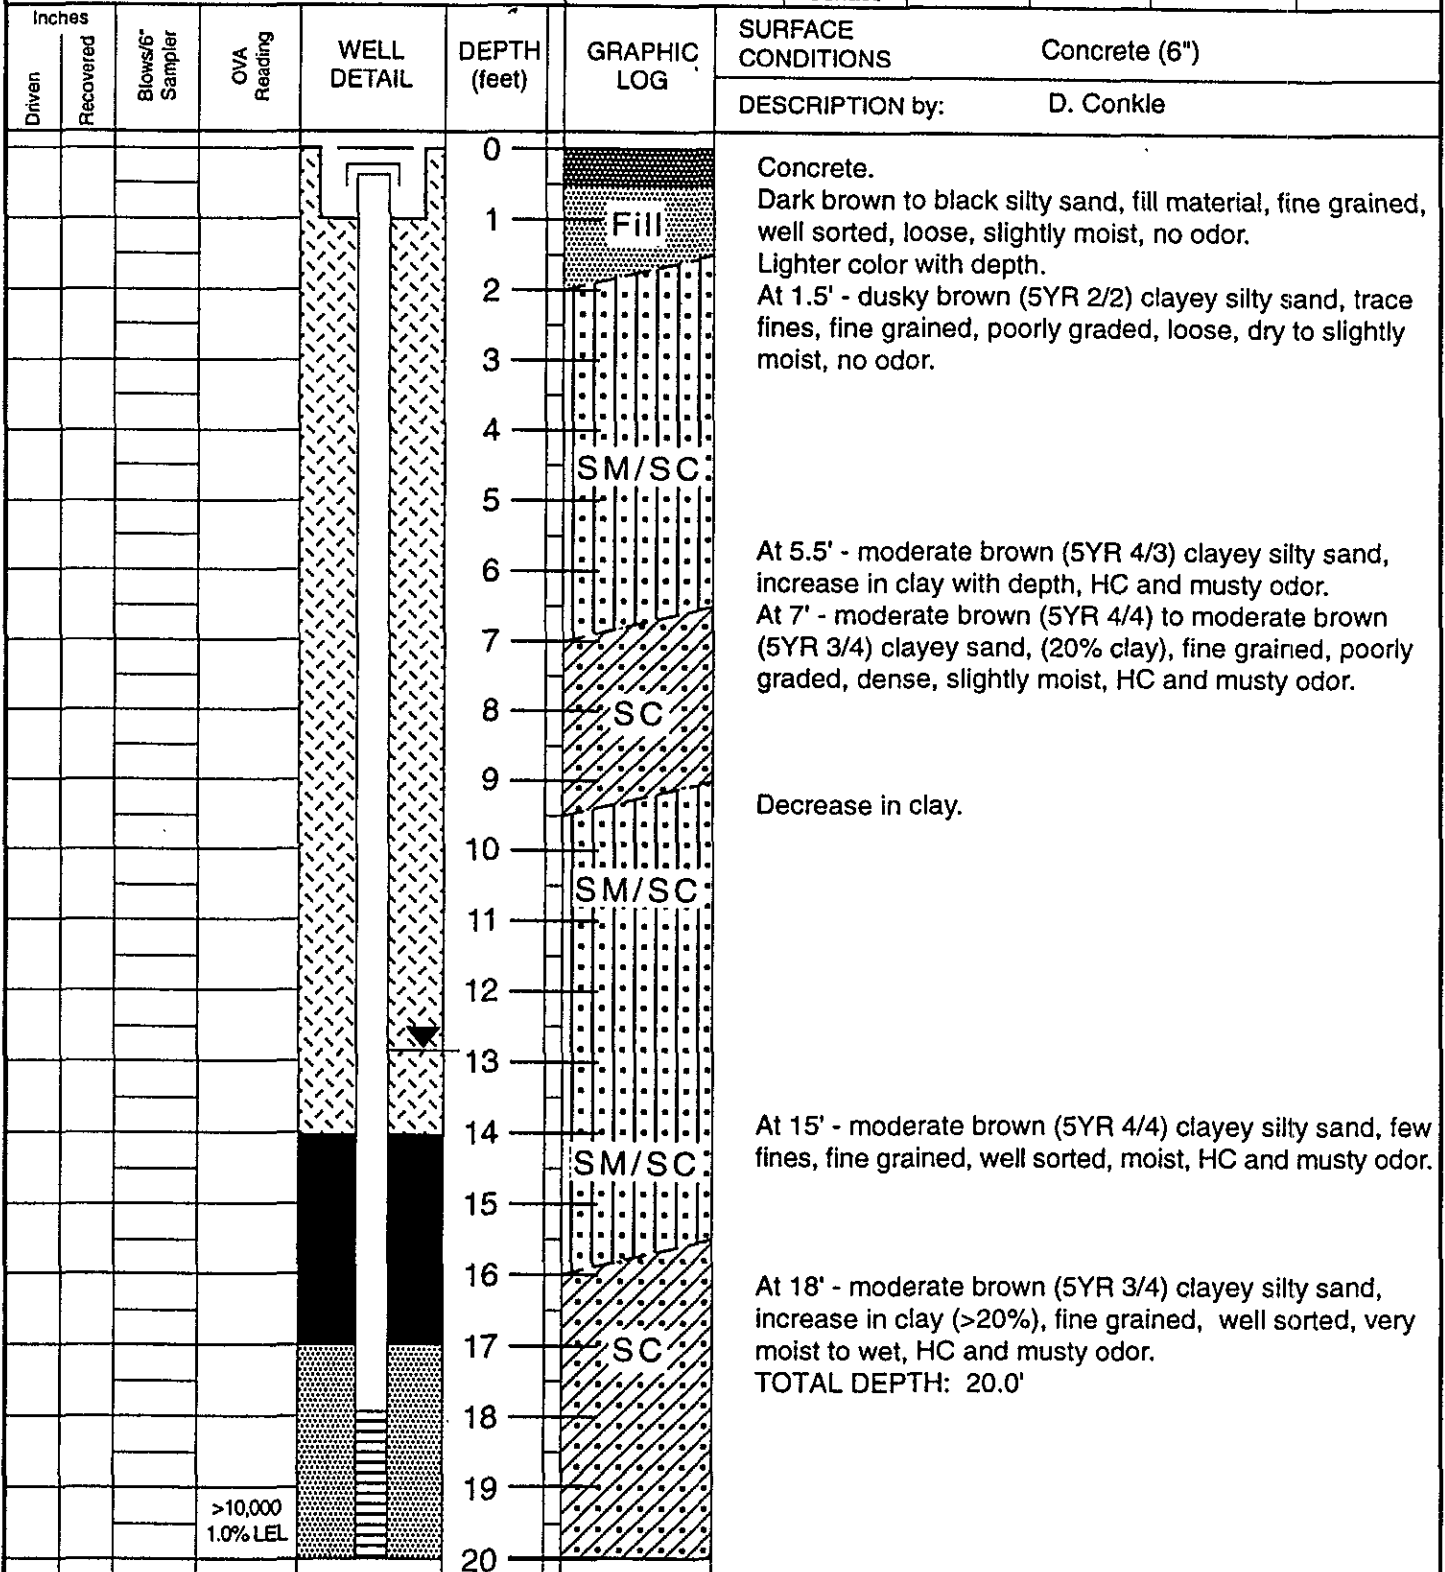 Inches
Driven
Recovered
Blows/6"
Sampler
OVA
Reading
WELL
DETAIL
DEPTH
(feet)
GRAPHIC
LOG
SURFACE
CONDITIONS
Concrete (6")
DESCRIPTION by: D. Conkle
0
1
2
3
4
5
6
7
8
9
10
11
12
13
14
15
16
17
18
19
20
Fill
SM/SC
SC
SM/SC
SM/SC
SC
>10,000
1.0% LEL
Concrete.
Dark brown to black silty sand, fill material, fine grained,
well sorted, loose, slightly moist, no odor.
Lighter color with depth.
At 1.5' - dusky brown (5YR 2/2) clayey silty sand, trace
fines, fine grained, poorly graded, loose, dry to slightly
moist, no odor.
At 5.5' - moderate brown (5YR 4/3) clayey silty sand,
increase in clay with depth, HC and musty odor.
At 7' - moderate brown (5YR 4/4) to moderate brown
(5YR 3/4) clayey sand, (20% clay), fine grained, poorly
graded, dense, slightly moist, HC and musty odor.
Decrease in clay.
At 15' - moderate brown (5YR 4/4) clayey silty sand, few
fines, fine grained, well sorted, moist, HC and musty odor.
At 18' - moderate brown (5YR 3/4) clayey silty sand,
increase in clay (>20%), fine grained, well sorted, very
moist to wet, HC and musty odor.
TOTAL DEPTH: 20.0'